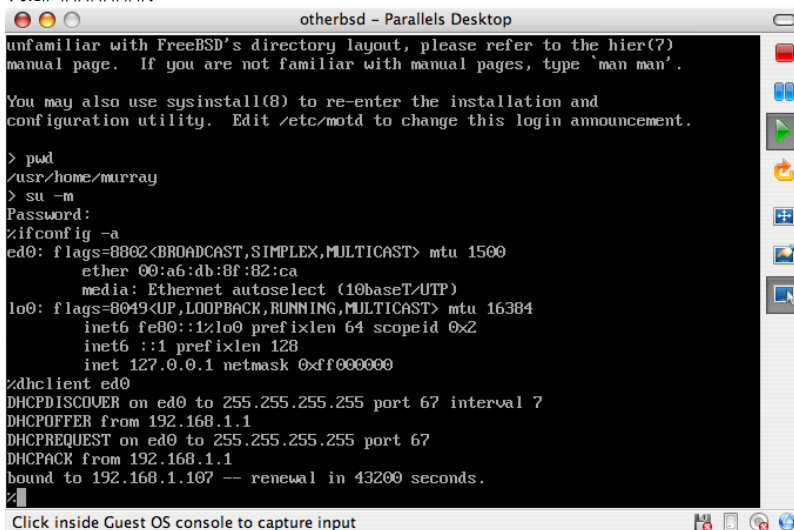 otherbsd – Parallels Desktop
unfamiliar with FreeBSD's directory layout, please refer to the hier(7)
manual page.  If you are not familiar with manual pages, type `man man'.
You may also use sysinstall(8) to re-enter the installation and
configuration utility.  Edit /etc/motd to change this login announcement.
> pwd
/usr/home/murray
> su -m
Password:
%ifconfig -a
ed0: flags=8802<BROADCAST,SIMPLEX,MULTICAST> mtu 1500
        ether 00:a6:db:8f:82:ca
        media: Ethernet autoselect (10baseT/UTP)
lo0: flags=8049<UP,LOOPBACK,RUNNING,MULTICAST> mtu 16384
        inet6 fe80::1%lo0 prefixlen 64 scopeid 0x2
        inet6 ::1 prefixlen 128
        inet 127.0.0.1 netmask 0xff000000
%dhclient ed0
DHCPDISCOVER on ed0 to 255.255.255.255 port 67 interval 7
DHCPOFFER from 192.168.1.1
DHCPREQUEST on ed0 to 255.255.255.255 port 67
DHCPACK from 192.168.1.1
bound to 192.168.1.107 -- renewal in 43200 seconds.
%
Click inside Guest OS console to capture input